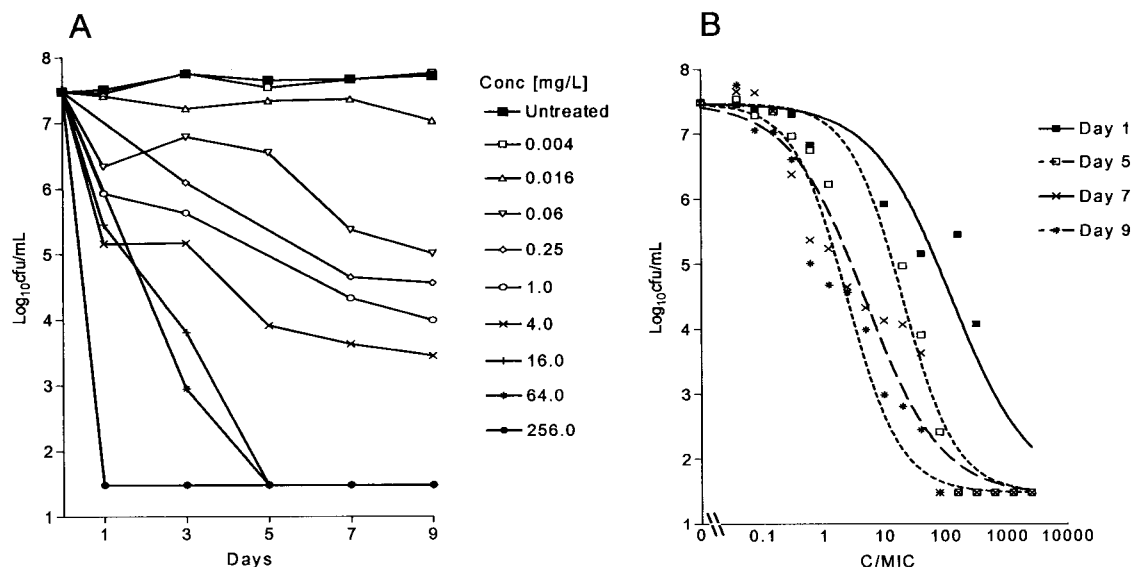 A
8
7
6
5
4
3
2
1
Log10cfu/mL
1 3 5 7 9
Days
Conc [mg/L]
Untreated
0.004
0.016
0.06
0.25
1.0
4.0
16.0
64.0
256.0
B
8
7
6
5
4
3
2
1
Log10cfu/mL
0 0.1 1 10 100 1000 10000
C/MIC
Day 1
Day 5
Day 7
Day 9